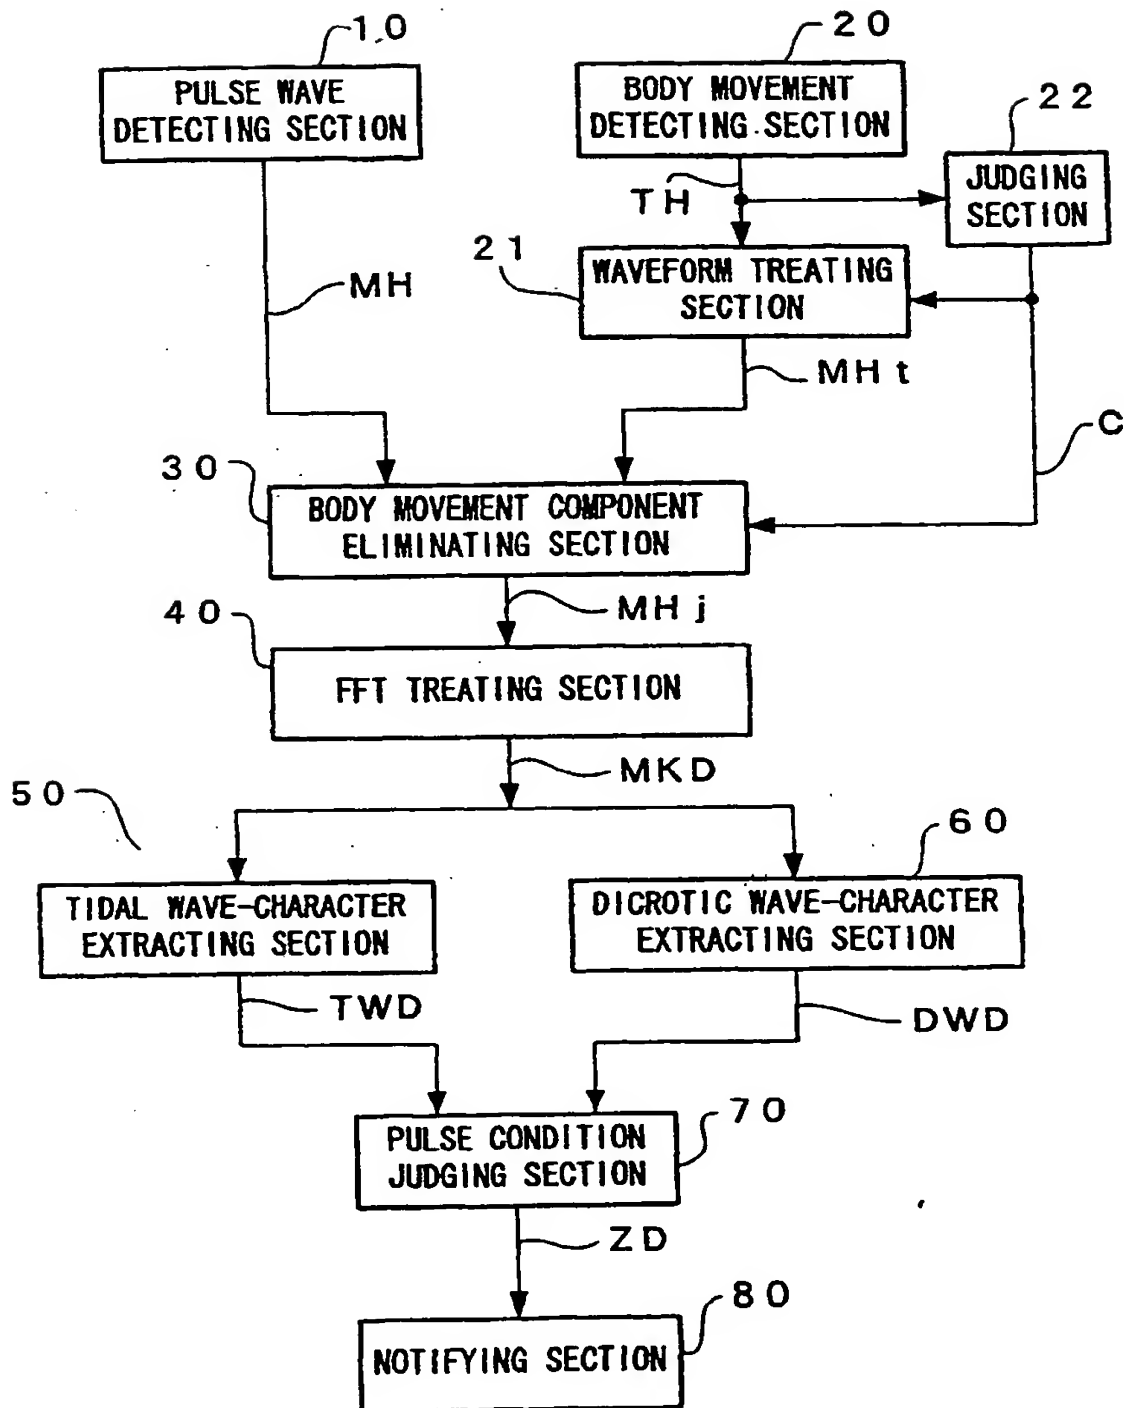 10
20
PULSE WAVE
DETECTING SECTION
BODY MOVEMENT
DETECTING SECTION
22
JUDGING
SECTION
TH
21
WAVEFORM TREATING
SECTION
MH
MHt
C
30
BODY MOVEMENT COMPONENT
ELIMINATING SECTION
MHj
40
FFT TREATING SECTION
MKD
50
60
TIDAL WAVE-CHARACTER
EXTRACTING SECTION
DICROTIC WAVE-CHARACTER
EXTRACTING SECTION
TWD
DWD
70
PULSE CONDITION
JUDGING SECTION
ZD
80
NOTIFYING SECTION